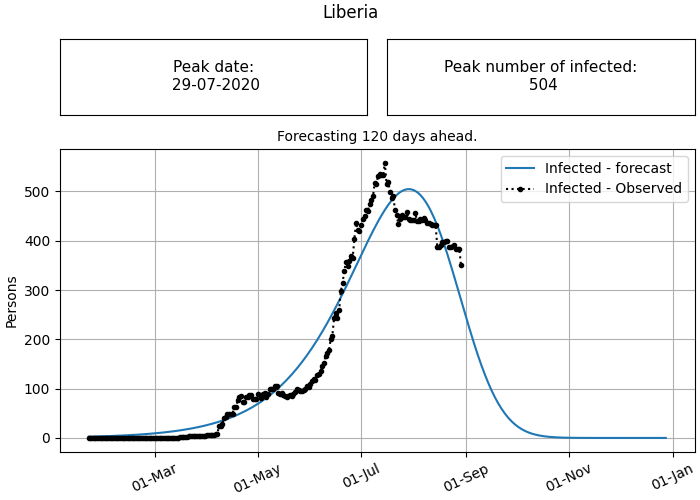 Liberia
Peak date:
29-07-2020
Peak number of infected:
504
Forecasting 120 days ahead.
Infected - forecast
Infected - Observed
Persons
500
400
300
200
100
0
01-Mar
01-May
01-Jul
01-Sep
01-Nov
01-Jan